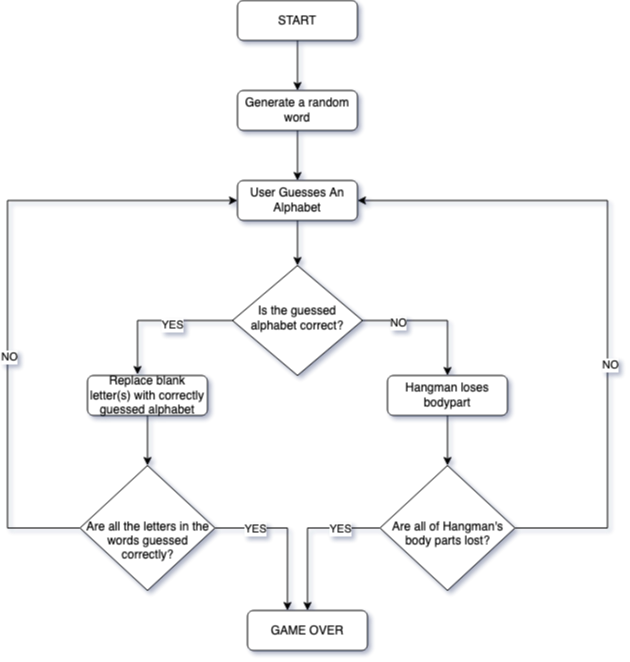 START
Generate a random
word
User Guesses An
Alphabet
Is the guessed
alphabet correct?
YES
NO
NO
NO
Replace blank
letter(s) with correctly
guessed alphabet
Hangman loses
bodypart
Are all the letters in the
words guessed
correctly?
YES
YES
Are all of Hangman's
body parts lost?
GAME OVER